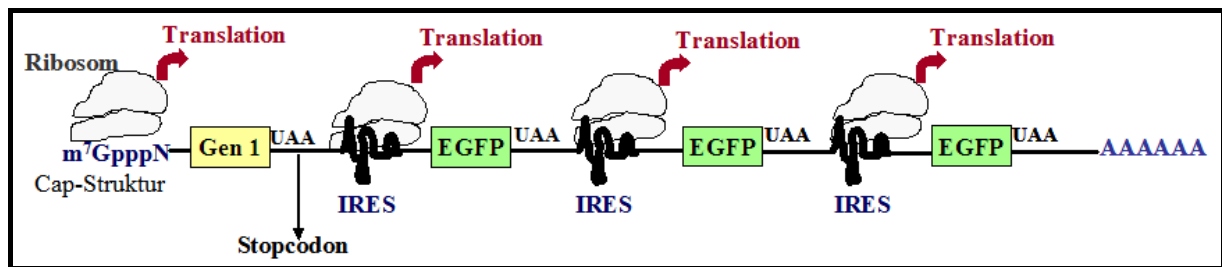 Translation Translation Translation Translation
Ribosom
m⁷GpppN Gen 1 UAA EGFP UAA EGFP UAA EGFP UAA AAAAAA
Cap-Struktur IRES IRES IRES
Stopcodon